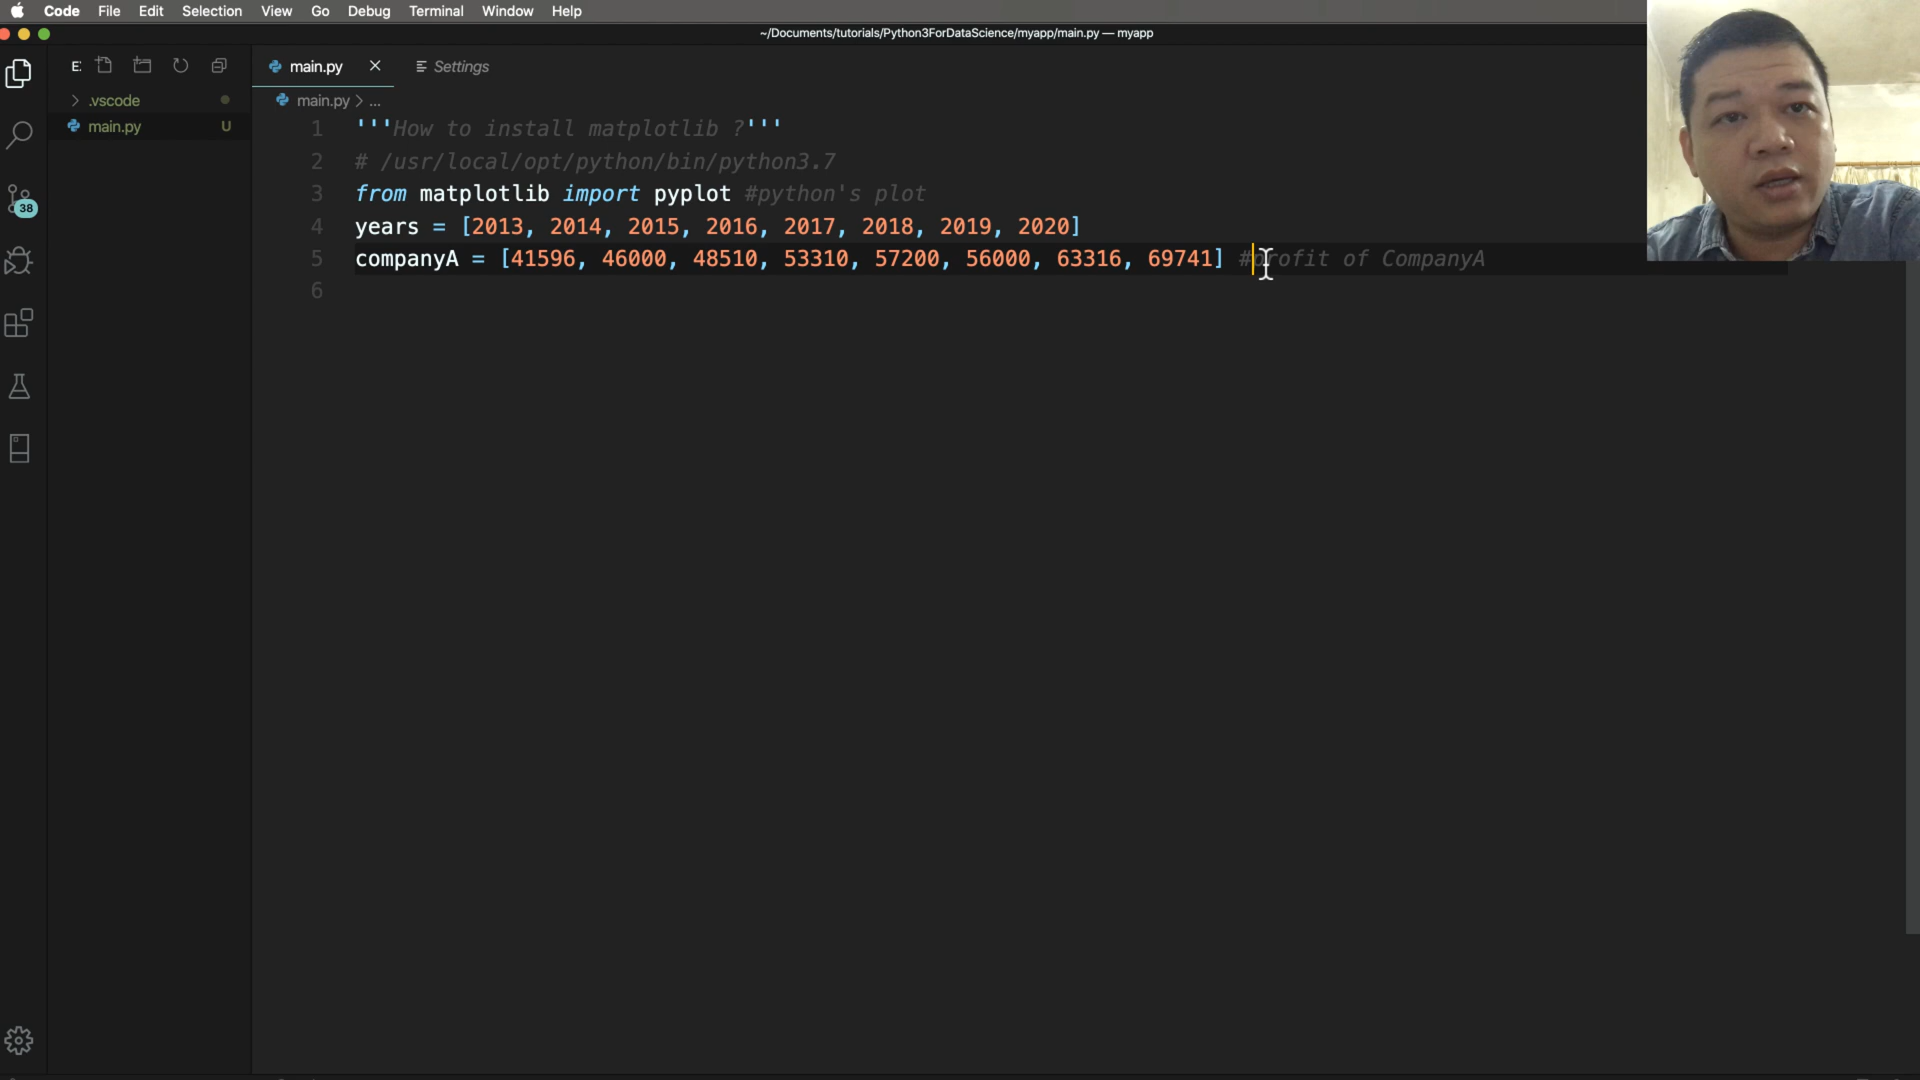 Code File Edit Selection View Go Debug Terminal Window Help
~/Documents/tutorials/Python3ForDataScience/myapp/main.py — myapp
E: main.py Settings
.vscode
main.py > ...
main.py U
38
1 '''How to install matplotlib ?'''
2 # /usr/local/opt/python/bin/python3.7
3 from matplotlib import pyplot #python's plot
4 years = [2013, 2014, 2015, 2016, 2017, 2018, 2019, 2020]
5 companyA = [41596, 46000, 48510, 53310, 57200, 56000, 63316, 69741] #profit of CompanyA
6